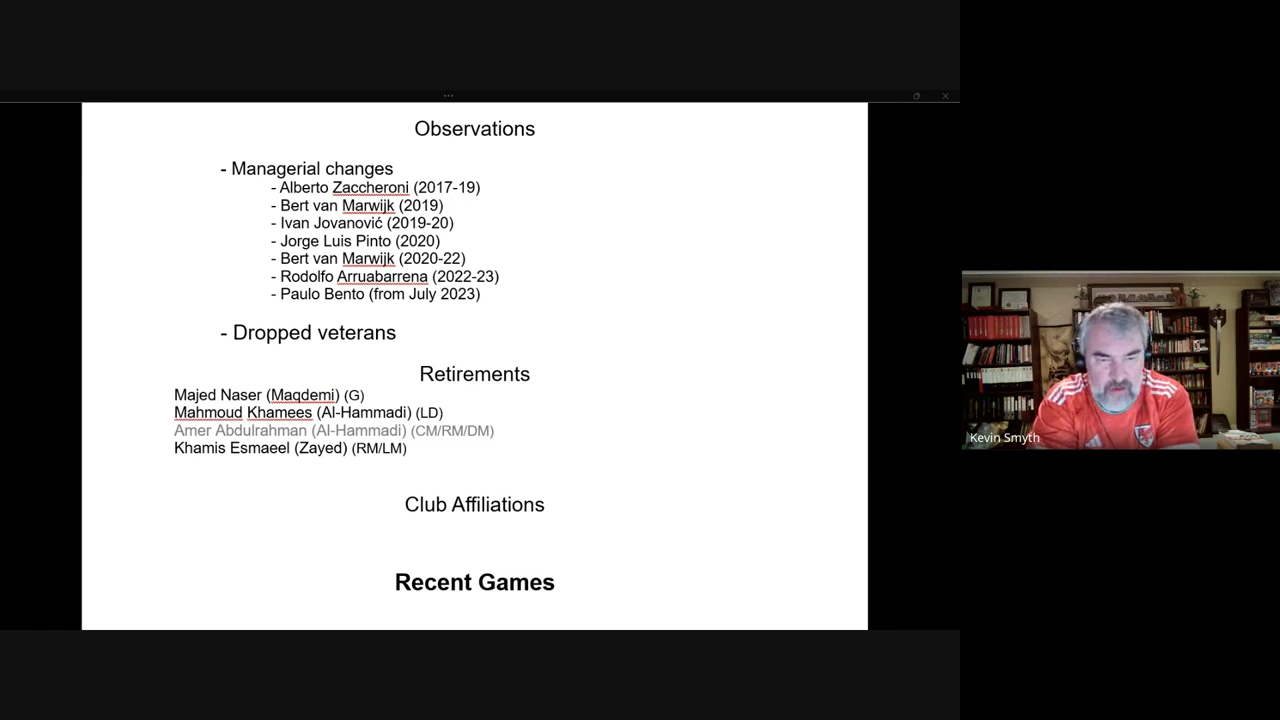 Observations
- Managerial changes
- Alberto Zaccheroni (2017-19)
- Bert van Marwijk (2019)
- Ivan Jovanović (2019-20)
- Jorge Luis Pinto (2020)
- Bert van Marwijk (2020-22)
- Rodolfo Arruabarrena (2022-23)
- Paulo Bento (from July 2023)
- Dropped veterans
Retirements
Majed Naser (Maqdemi) (G)
Mahmoud Khamees (Al-Hammadi) (LD)
Amer Abdulrahman (Al-Hammadi) (CM/RM/DM)
Khamis Esmaeel (Zayed) (RM/LM)
Club Affiliations
Recent Games
Kevin Smyth